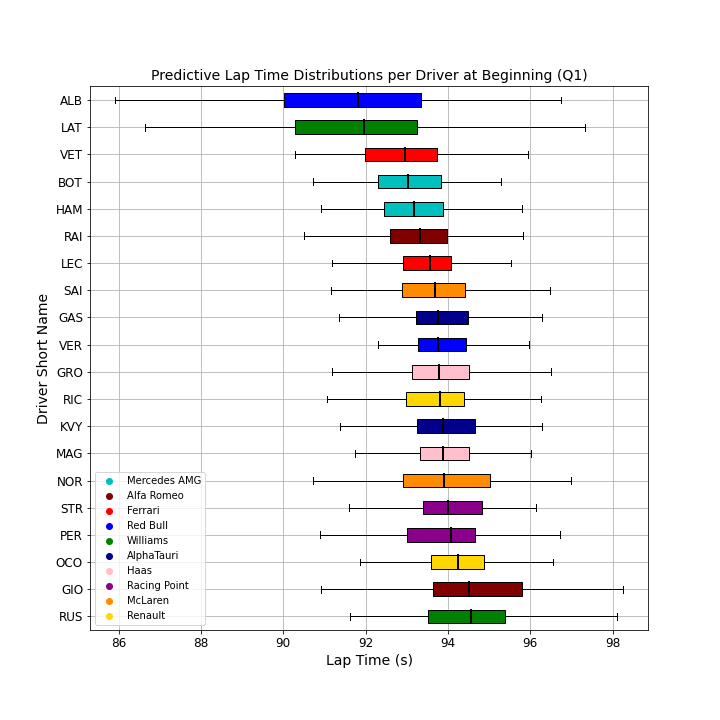 Predictive Lap Time Distributions per Driver at Beginning (Q1)
Driver Short Name
ALB
LAT
VET
BOT
HAM
RAI
LEC
SAI
GAS
VER
GRO
RIC
KVY
MAG
NOR
STR
PER
OCO
GIO
RUS
Mercedes AMG
Alfa Romeo
Ferrari
Red Bull
Williams
AlphaTauri
Haas
Racing Point
McLaren
Renault
86 88 90 92 94 96 98
Lap Time (s)